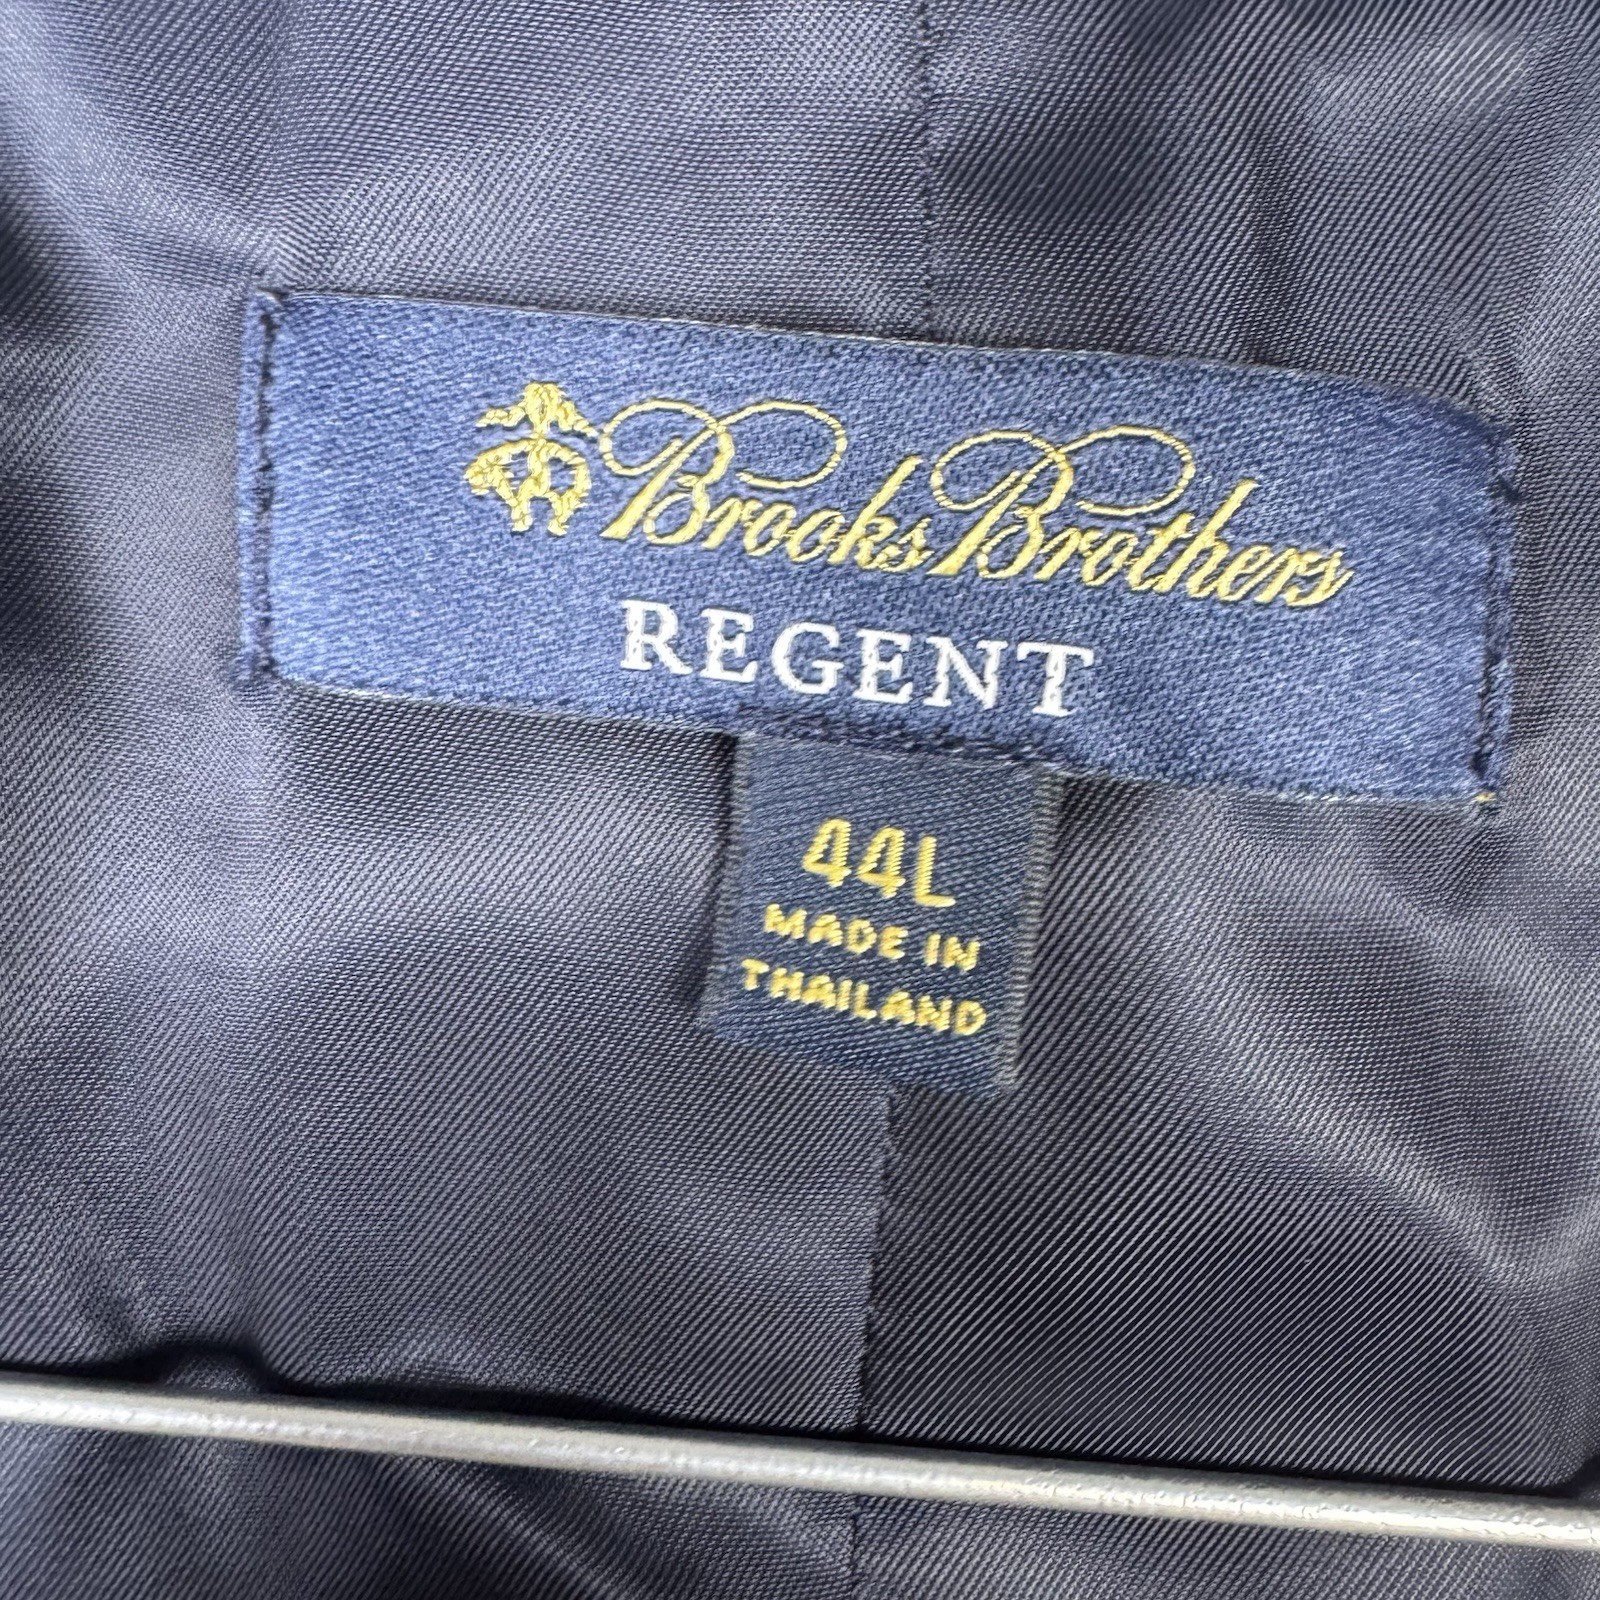 Brooks Brothers
REGENT
44L
MADE IN
THAILAND